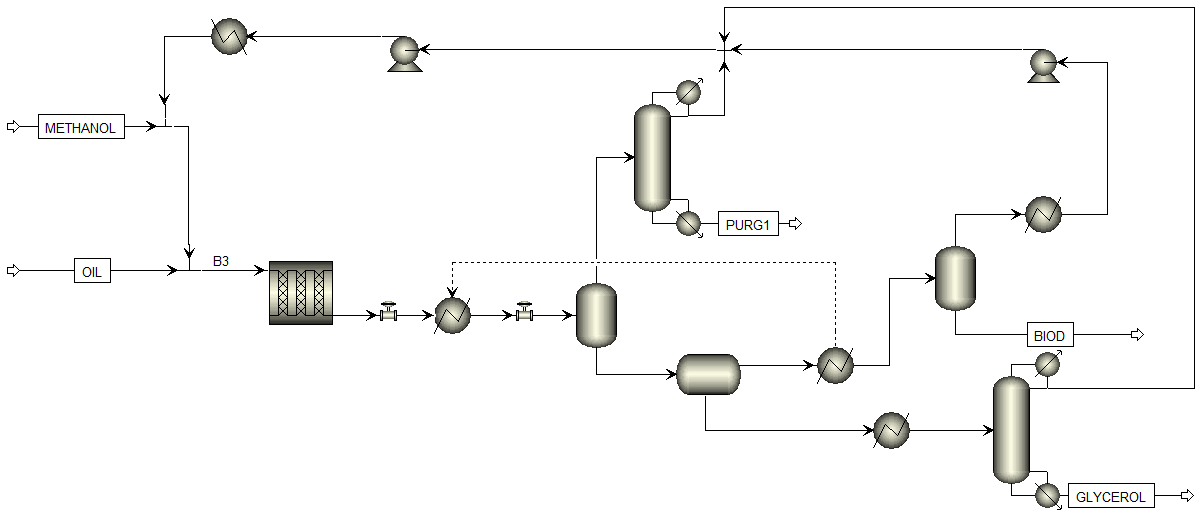 METHANOL
PURG1
B3
OIL
BIOD
GLYCEROL